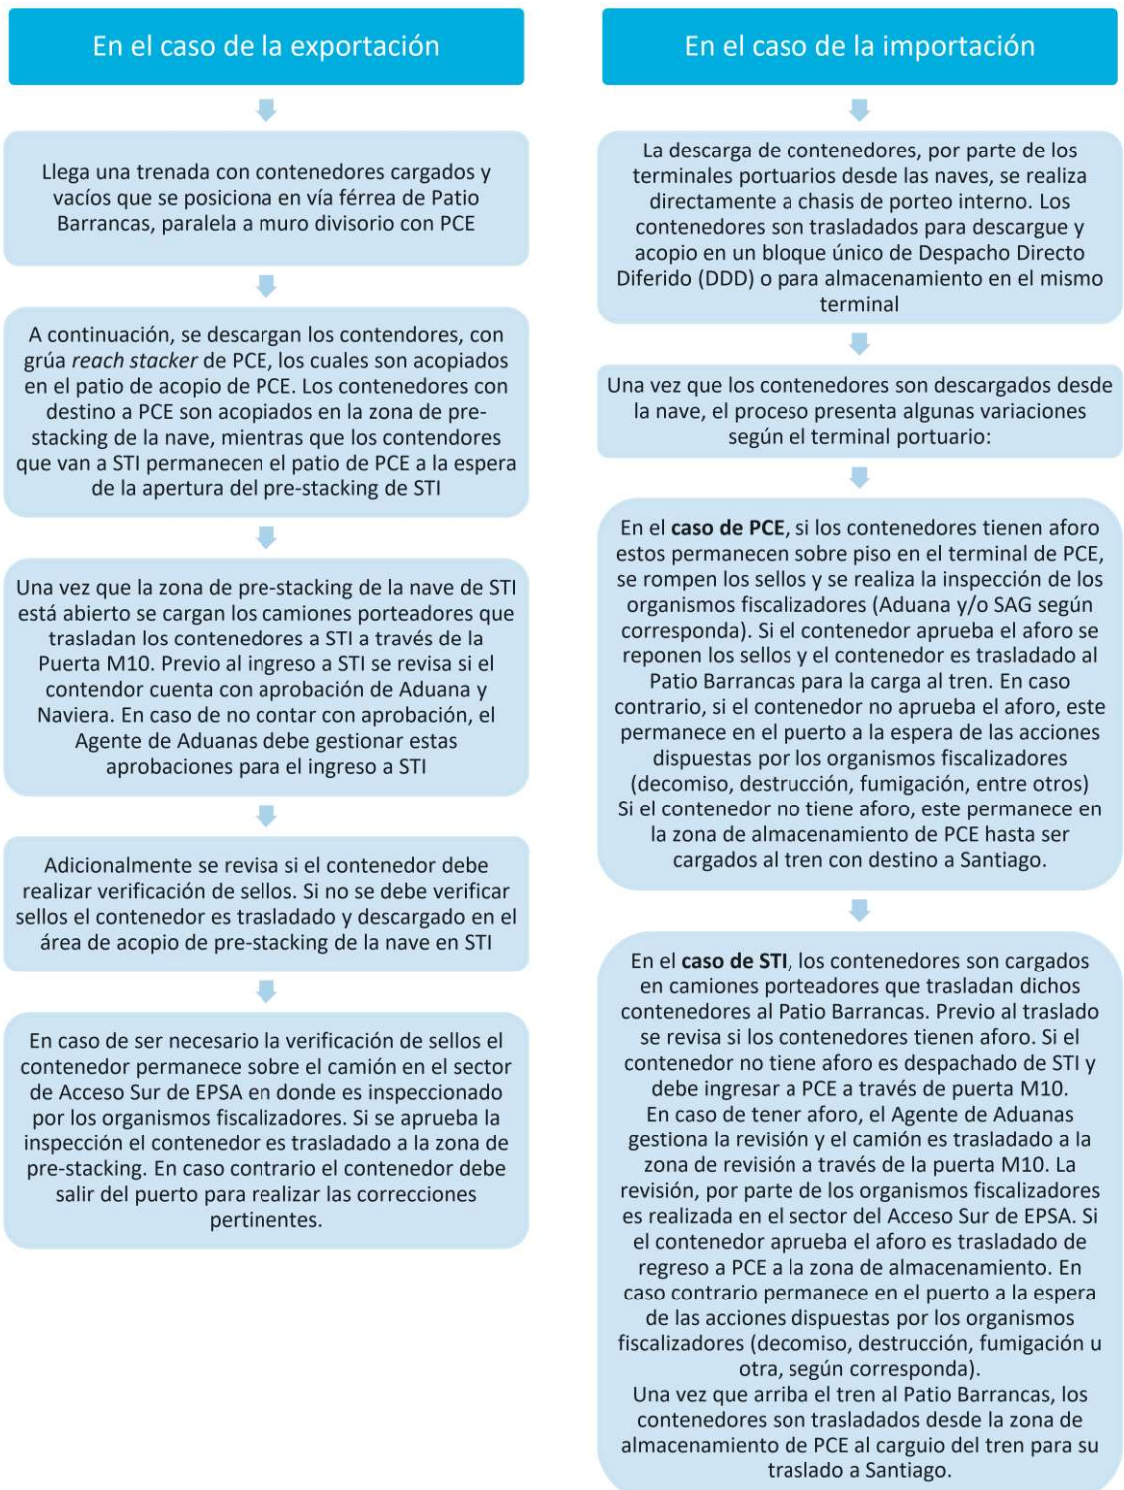 En el caso de la exportación
Llega una trenada con contenedores cargados y
vacíos que se posiciona en vía férrea de Patio
Barrancas, paralela a muro divisorio con PCE
A continuación, se descargan los contendores, con
grúa reach stacker de PCE, los cuales son acopiados
en el patio de acopio de PCE. Los contenedores con
destino a PCE son acopiados en la zona de pre-
stacking de la nave, mientras que los contendores
que van a STI permanecen el patio de PCE a la espera
de la apertura del pre-stacking de STI
Una vez que la zona de pre-stacking de la nave de STI
está abierto se cargan los camiones porteadores que
trasladan los contenedores a STI a través de la
Puerta M10. Previo al ingreso a STI se revisa si el
contendor cuenta con aprobación de Aduana y
Naviera. En caso de no contar con aprobación, el
Agente de Aduanas debe gestionar estas
aprobaciones para el ingreso a STI
Adicionalmente se revisa si el contenedor debe
realizar verificación de sellos. Si no se debe verificar
sellos el contenedor es trasladado y descargado en el
área de acopio de pre-stacking de la nave en STI
En caso de ser necesario la verificación de sellos el
contenedor permanece sobre el camión en el sector
de Acceso Sur de EPSA en donde es inspeccionado
por los organismos fiscalizadores. Si se aprueba la
inspección el contenedor es trasladado a la zona de
pre-stacking. En caso contrario el contenedor debe
salir del puerto para realizar las correcciones
pertinentes.
En el caso de la importación
La descarga de contenedores, por parte de los
terminales portuarios desde las naves, se realiza
directamente a chasis de porteo interno. Los
contenedores son trasladados para descargue y
acopio en un bloque único de Despacho Directo
Diferido (DDD) o para almacenamiento en el mismo
terminal
Una vez que los contenedores son descargados desde
la nave, el proceso presenta algunas variaciones
según el terminal portuario:
En el caso de PCE, si los contenedores tienen aforo
estos permanecen sobre piso en el terminal de PCE,
se rompen los sellos y se realiza la inspección de los
organismos fiscalizadores (Aduana y/o SAG según
corresponda). Si el contenedor aprueba el aforo se
reponen los sellos y el contenedor es trasladado al
Patio Barrancas para la carga al tren. En caso
contrario, si el contenedor no aprueba el aforo, este
permanece en el puerto a la espera de las acciones
dispuestas por los organismos fiscalizadores
(decomiso, destrucción, fumigación, entre otros)
Si el contenedor no tiene aforo, este permanece en
la zona de almacenamiento de PCE hasta ser
cargados al tren con destino a Santiago.
En el caso de STI, los contenedores son cargados
en camiones porteadores que trasladan dichos
contenedores al Patio Barrancas. Previo al traslado
se revisa si los contenedores tienen aforo. Si el
contenedor no tiene aforo es despachado de STI y
debe ingresar a PCE a través de puerta M10.
En caso de tener aforo, el Agente de Aduanas
gestiona la revisión y el camión es trasladado a la
zona de revisión a través de la puerta M10. La
revisión, por parte de los organismos fiscalizadores
es realizada en el sector del Acceso Sur de EPSA. Si
el contenedor aprueba el aforo es trasladado de
regreso a PCE a la zona de almacenamiento. En
caso contrario permanece en el puerto a la espera
de las acciones dispuestas por los organismos
fiscalizadores (decomiso, destrucción, fumigación u
otra, según corresponda).
Una vez que arriba el tren al Patio Barrancas, los
contenedores son trasladados desde la zona de
almacenamiento de PCE al carguio del tren para su
traslado a Santiago.